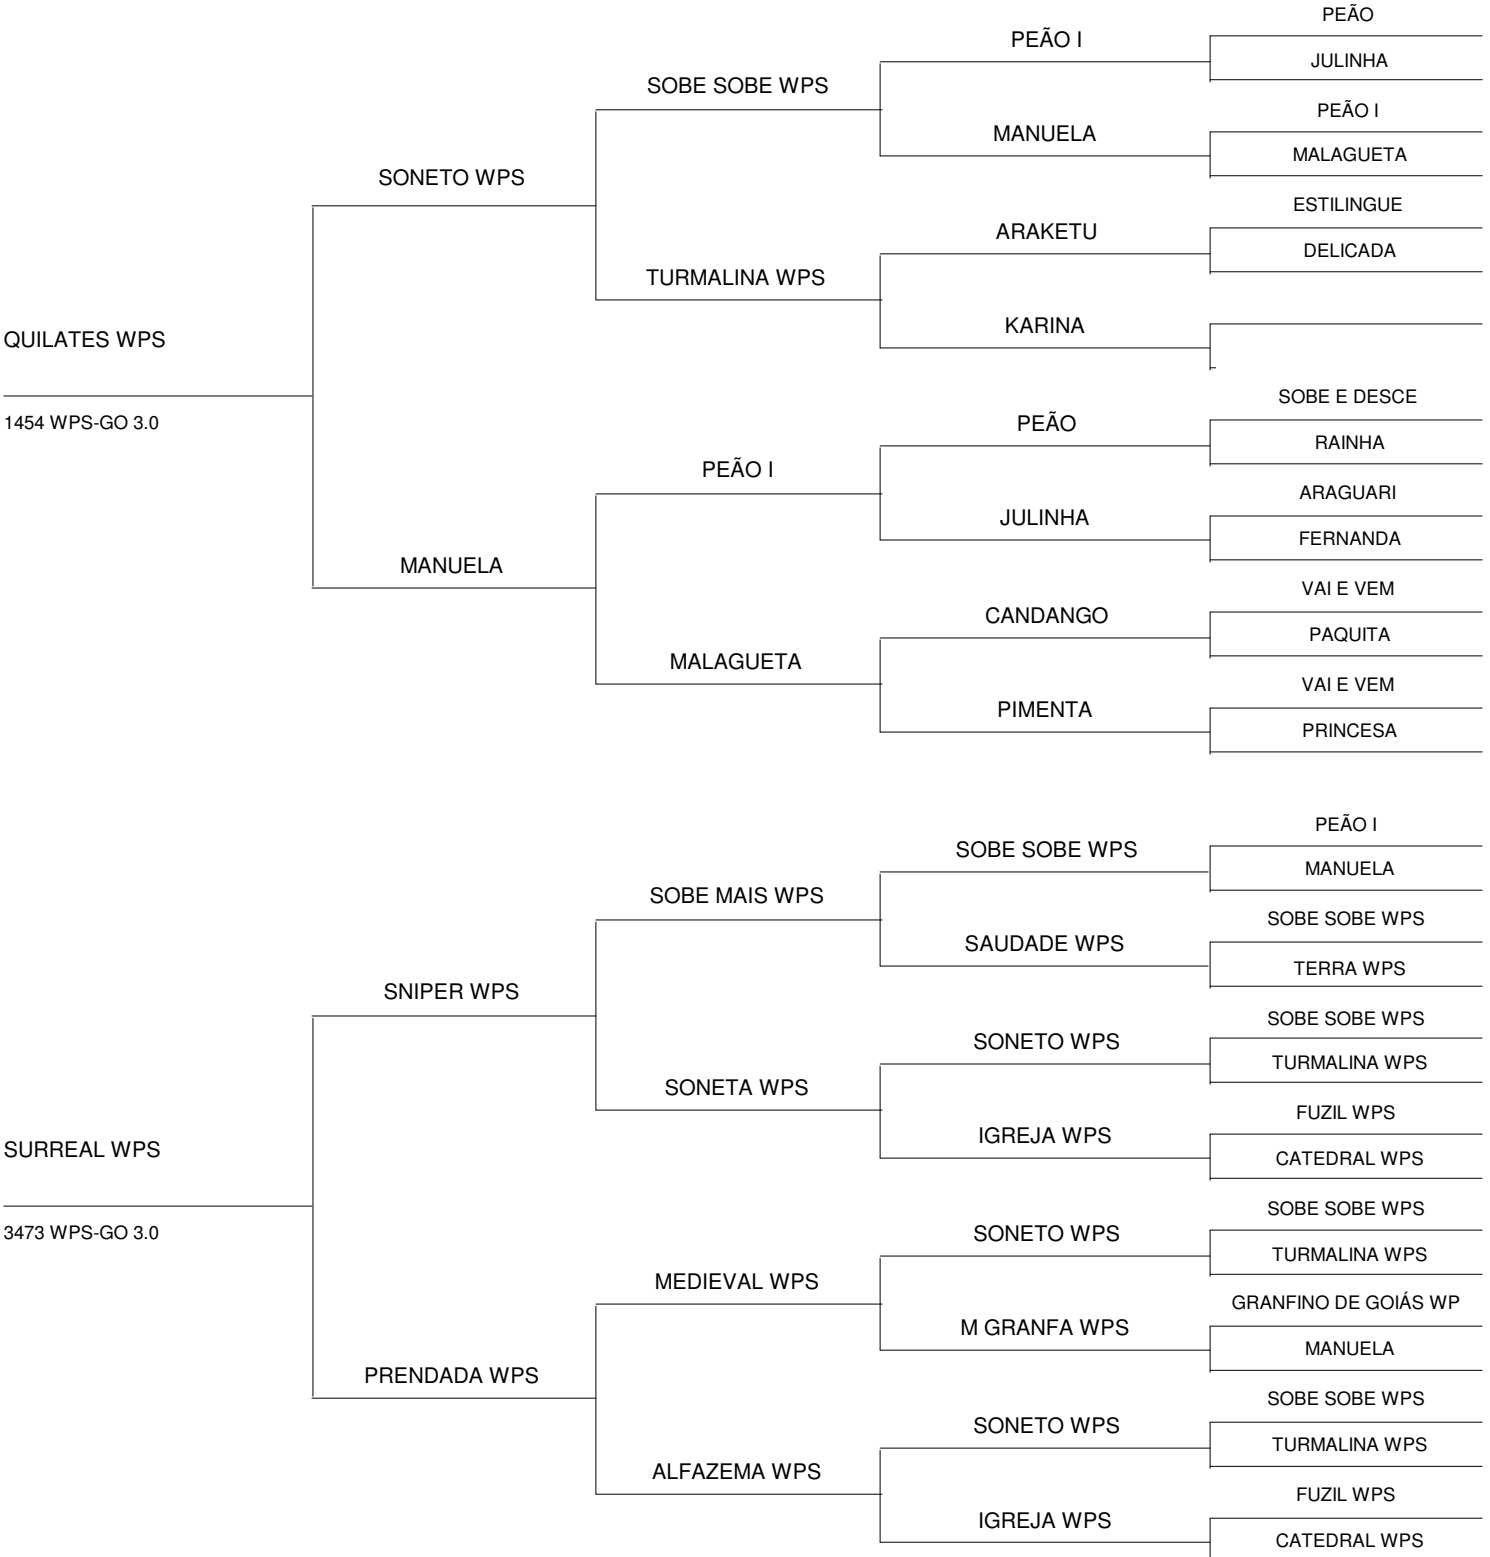 PEÃO
PEÃO I
JULINHA
SOBE SOBE WPS
PEÃO I
MANUELA
MALAGUETA
SONETO WPS
ESTILINGUE
ARAKETU
DELICADA
TURMALINA WPS
KARINA
QUILATES WPS
SOBE E DESCE
1454 WPS-GO 3.0
PEÃO
RAINHA
PEÃO I
ARAGUARI
JULINHA
FERNANDA
MANUELA
VAI E VEM
CANDANGO
PAQUITA
MALAGUETA
VAI E VEM
PIMENTA
PRINCESA
PEÃO I
SOBE SOBE WPS
MANUELA
SOBE MAIS WPS
SOBE SOBE WPS
SAUDADE WPS
TERRA WPS
SNIPER WPS
SOBE SOBE WPS
SONETO WPS
TURMALINA WPS
SONETA WPS
FUZIL WPS
IGREJA WPS
SURREAL WPS
CATEDRAL WPS
SOBE SOBE WPS
3473 WPS-GO 3.0
SONETO WPS
TURMALINA WPS
MEDIEVAL WPS
GRANFINO DE GOIÁS WP
M GRANFA WPS
MANUELA
PRENDADA WPS
SOBE SOBE WPS
SONETO WPS
TURMALINA WPS
ALFAZEMA WPS
FUZIL WPS
IGREJA WPS
CATEDRAL WPS